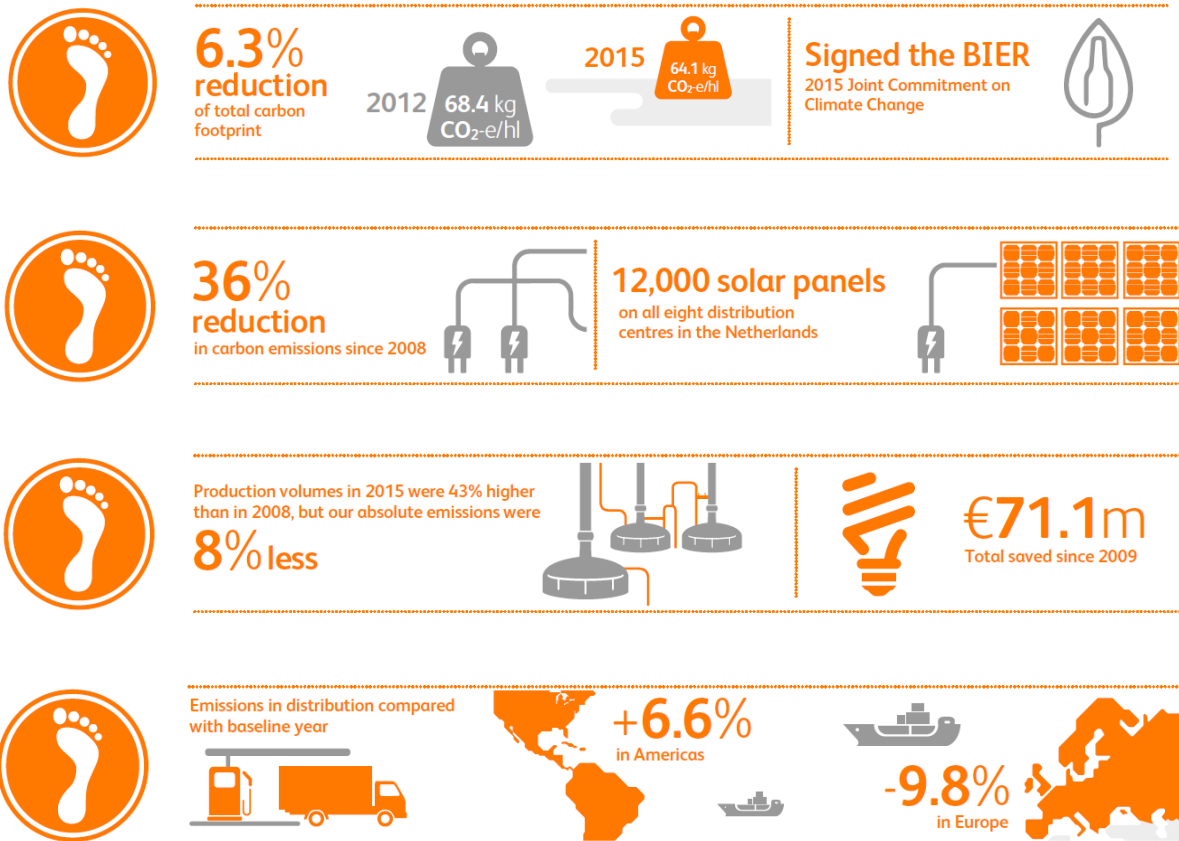 6.3%
reduction
of total carbon
footprint
2012
68.4 kg
CO₂-e/hl
2015
64.1 kg
CO₂-e/hl
Signed the BIER
2015 Joint Commitment on
Climate Change
36%
reduction
in carbon emissions since 2008
12,000 solar panels
on all eight distribution
centres in the Netherlands
Production volumes in 2015 were 43% higher
than in 2008, but our absolute emissions were
8% less
€71.1m
Total saved since 2009
Emissions in distribution compared
with baseline year
+6.6%
in Americas
-9.8%
in Europe